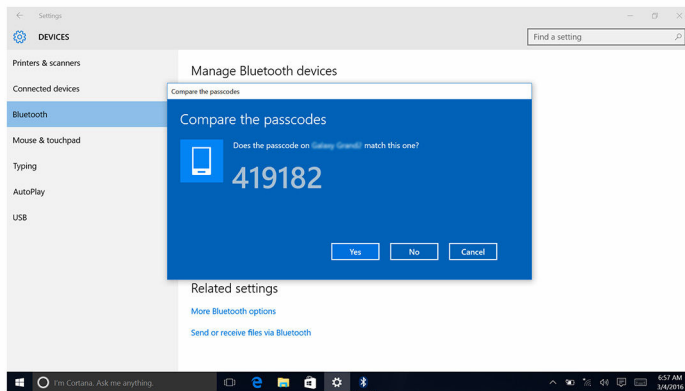 Settings
DEVICES
Find a setting
Printers & scanners
Connected devices
Bluetooth
Mouse & touchpad
Typing
AutoPlay
USB
Manage Bluetooth devices
Compare the passcodes
Compare the passcodes
Does the passcode on Galaxy Grand2 match this one?
419182
Yes
No
Cancel
Related settings
More Bluetooth options
Send or receive files via Bluetooth
I'm Cortana. Ask me anything.
6:57 AM
3/4/2016